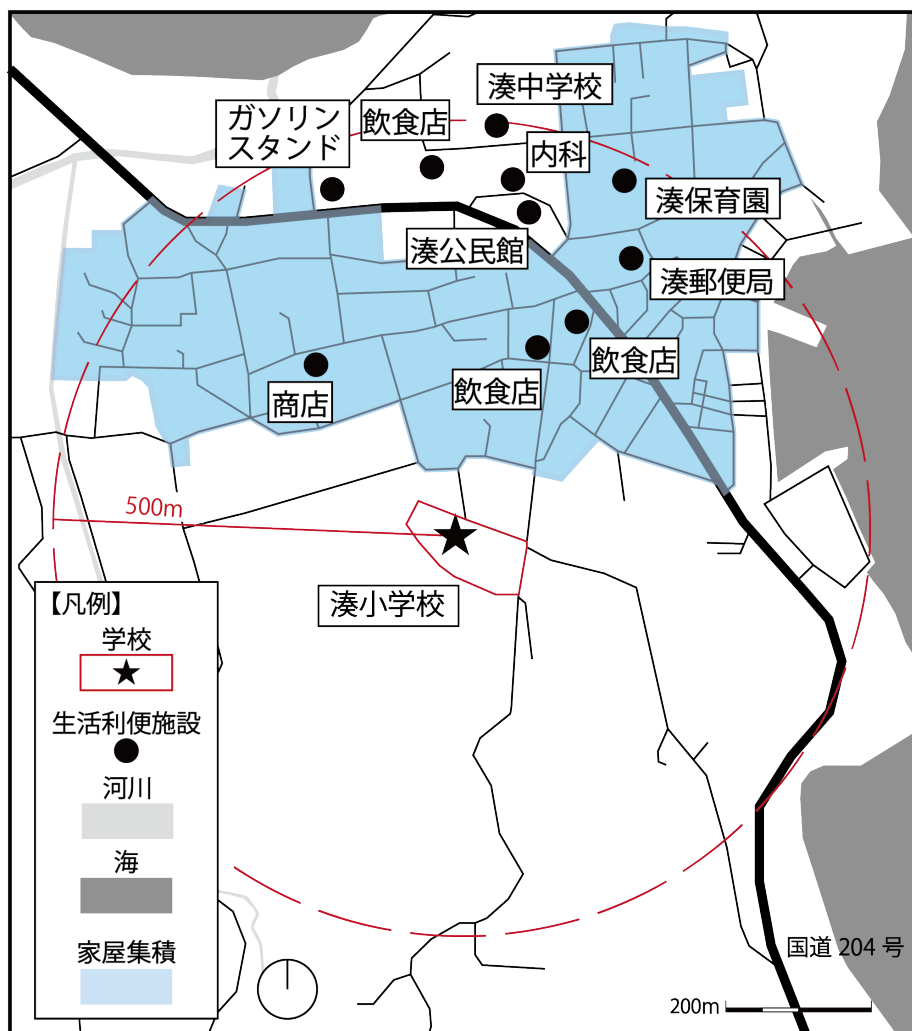 湊中学校
ガソリン
スタンド
飲食店
内科
湊保育園
湊公民館
湊郵便局
飲食店
飲食店
商店
500m
湊小学校
【凡例】
学校
生活利便施設
河川
海
家屋集積
国道 204 号
200m